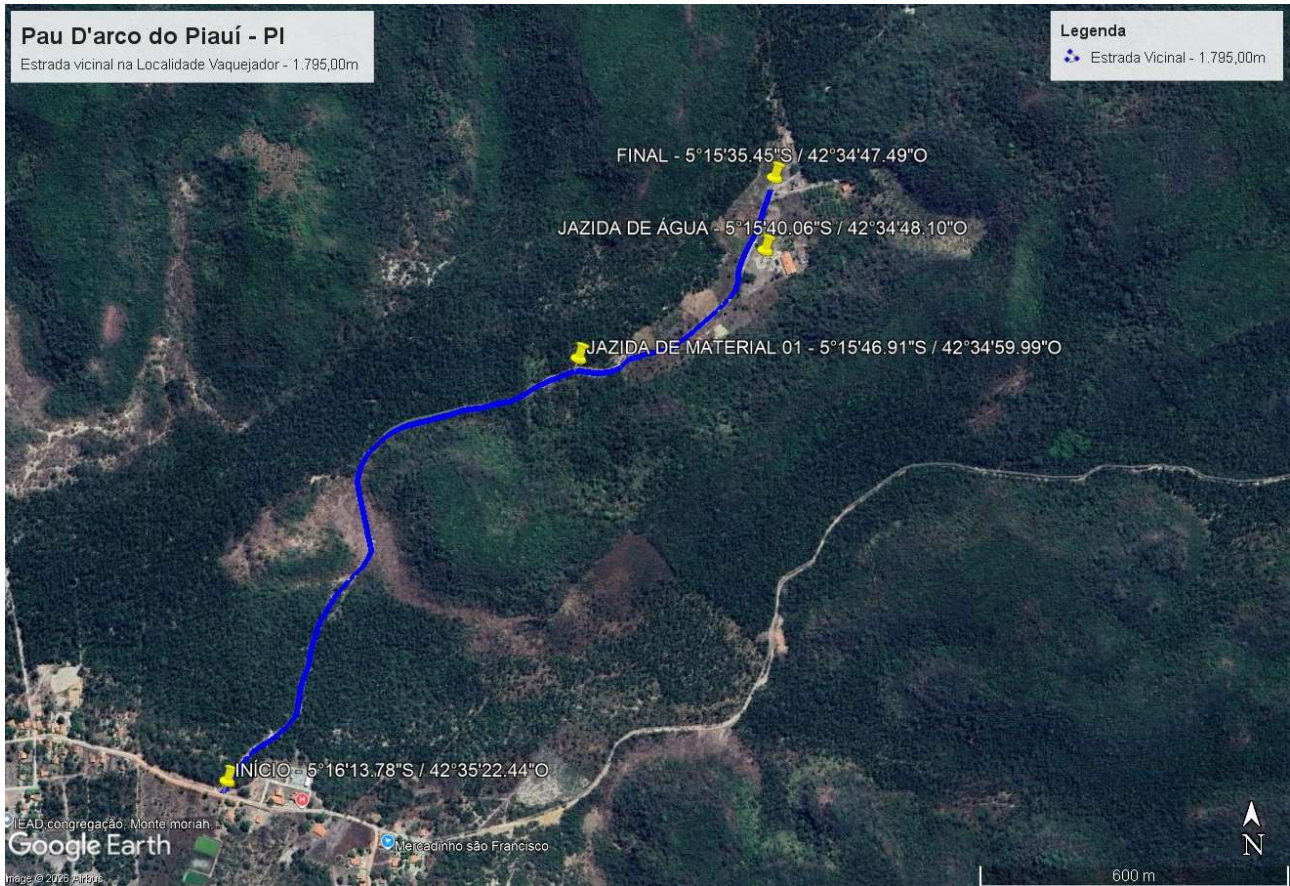 Pau D'arco do Piauí - PI
Estrada vicinal na Localidade Vaquejador - 1.795,00m
Legenda
Estrada Vicinal - 1.795,00m
FINAL - 5°15'35.45"S / 42°34'47.49"O
JAZIDA DE ÁGUA - 5°15'40.06"S / 42°34'48.10"O
JAZIDA DE MATERIAL 01 - 5°15'46.91"S / 42°34'59.99"O
INÍCIO - 5°16'13.78"S / 42°35'22.44"O
H
IEAD,congregação, Monte moriah...
Mercadinho são Francisco
Google Earth
Image © 2026 Airbus
600 m
N